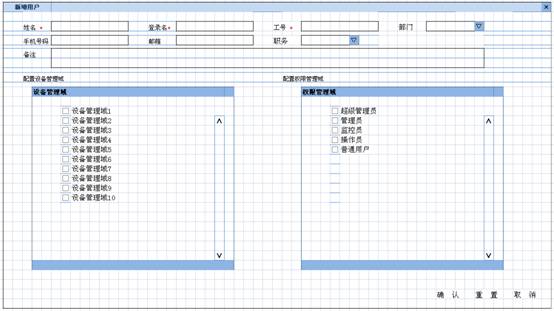 新增用户
姓名 * 登录名* 工号 * 部门
手机号码 邮箱 职务
备注
配置设备管理域 配置权限管理域
设备管理域 权限管理域
设备管理域1 超级管理员
设备管理域2 管理员
设备管理域3 监控员
设备管理域4 操作员
设备管理域5 普通用户
设备管理域6
设备管理域7
设备管理域8
设备管理域9
设备管理域10
确 认 重 置 取 消